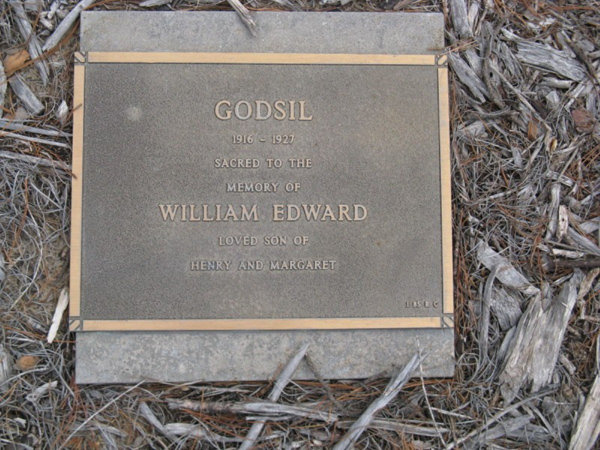 GODSIL
1916 - 1927
SACRED TO THE
MEMORY OF
WILLIAM EDWARD
LOVED SON OF
HENRY AND MARGARET